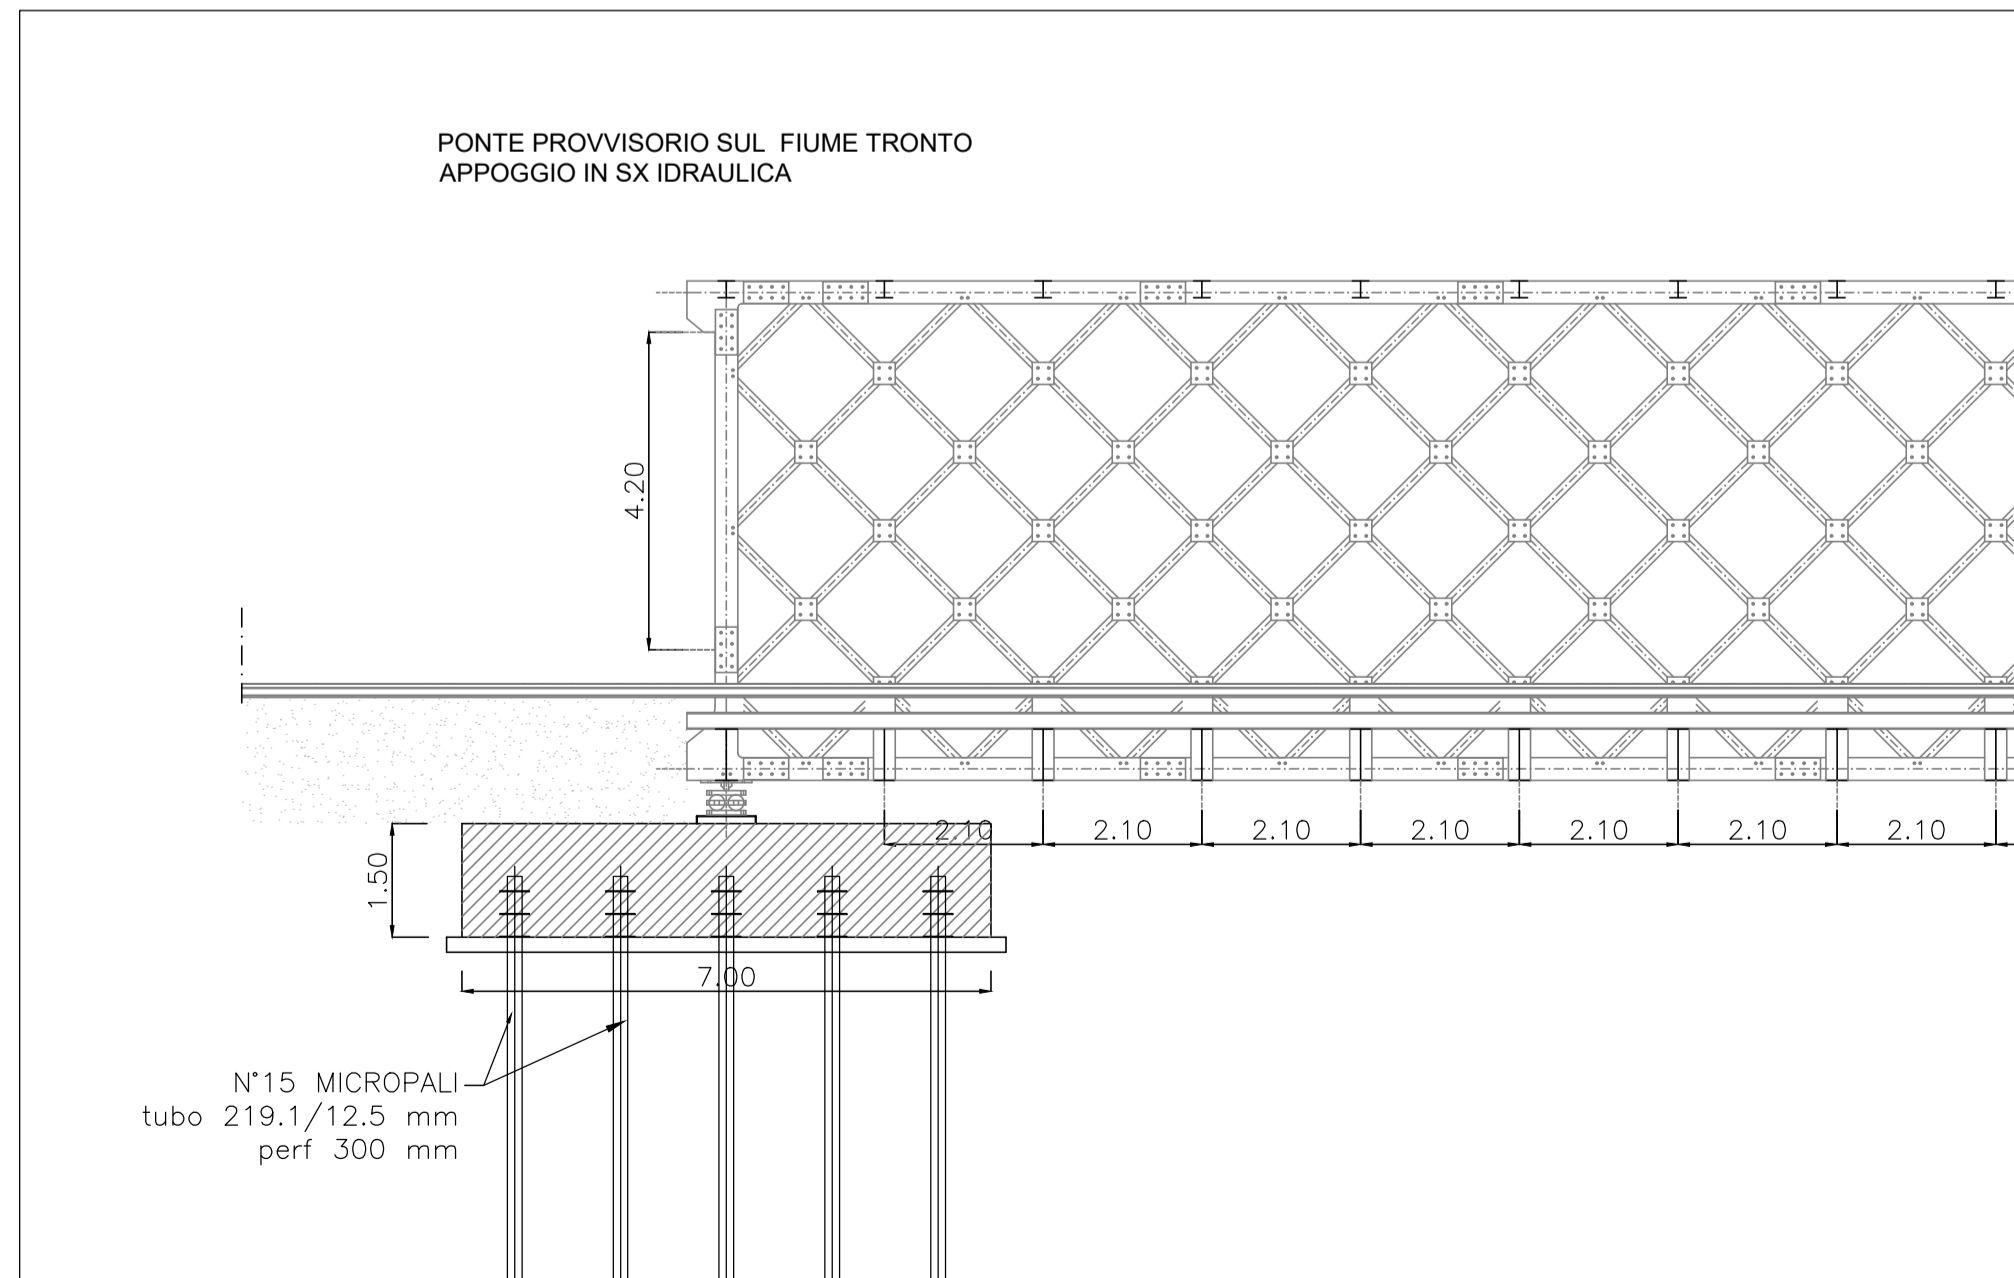 PONTE PROVVISORIO SUL FIUME TRONTO
APPOGGIO IN SX IDRAULICA
4.20
2.10 2.10 2.10 2.10 2.10 2.10 2.10
1.50
7.00
N°15 MICROPALI
tubo 219.1/12.5 mm
perf 300 mm